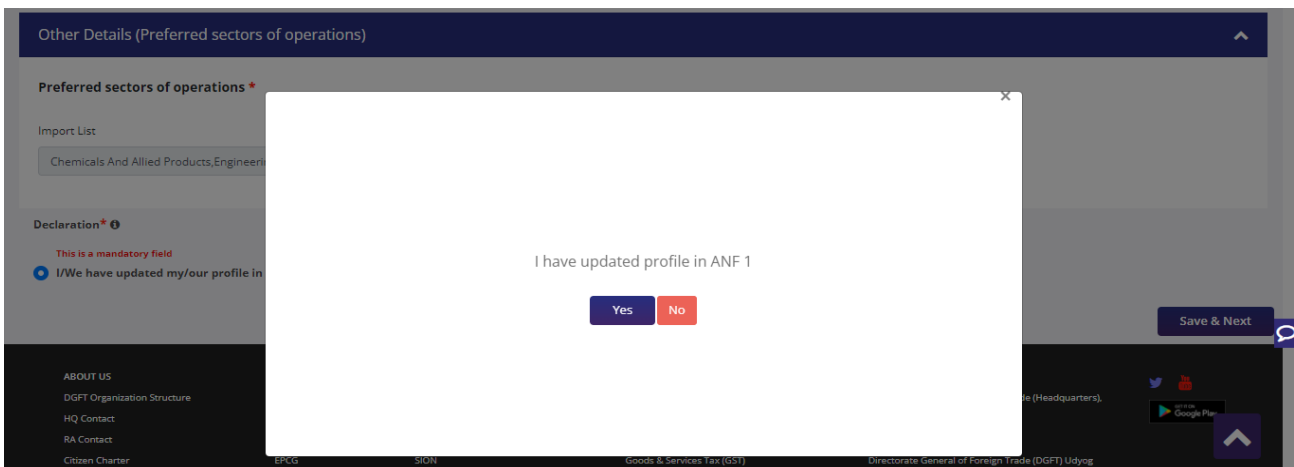 Other Details (Preferred sectors of operations)
Preferred sectors of operations *
×
Import List
Chemicals And Allied Products,Engineeri
Declaration*
This is a mandatory field
I/We have updated my/our profile in
I have updated profile in ANF 1
Yes No
Save & Next
ABOUT US
DGFT Organization Structure
de (Headquarters),
HQ Contact
GET IT ON
Google Play
RA Contact
Citizen Charter EPCG SION Goods & Services Tax (GST) Directorate General of Foreign Trade (DGFT) Udyog